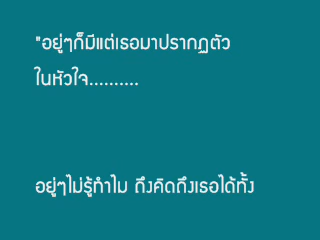 "อยู่ๆก็มีแต่เธอมาปรากฏตัว
ในหัวใจ..........
อยู่ๆไม่รู้ทำไม ถึงคิดถึงเธอได้ทั้ง